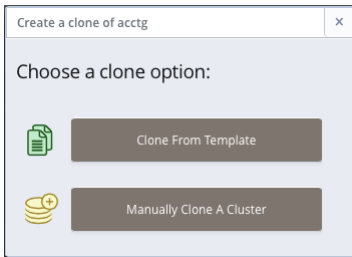 Create a clone of acctg
Choose a clone option:
Clone From Template
Manually Clone A Cluster